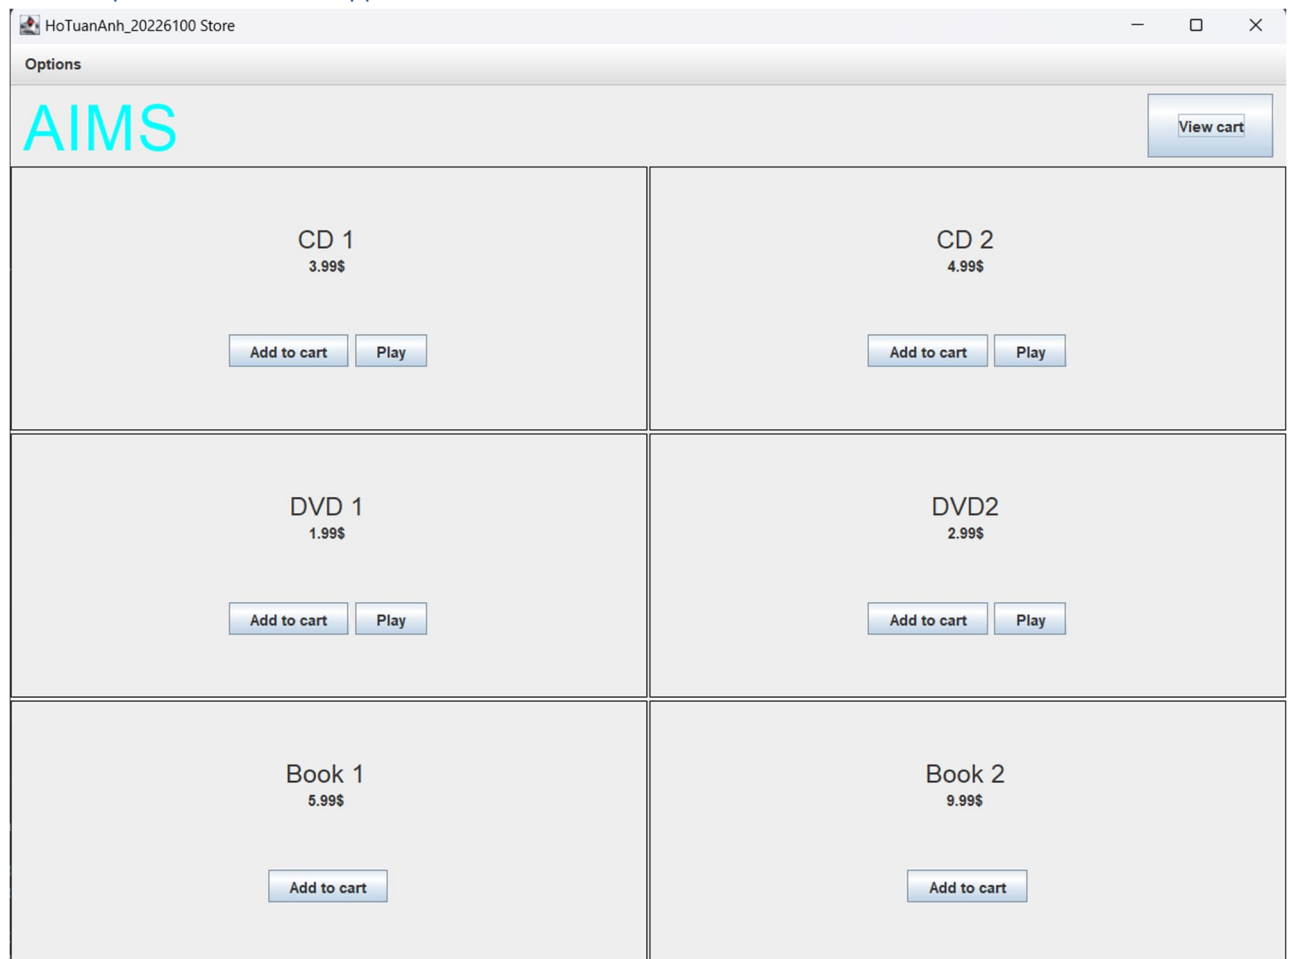 HoTuanAnh_20226100 Store
Options
AIMS
View cart
CD 1
3.99$
Add to cart Play
CD 2
4.99$
Add to cart Play
DVD 1
1.99$
Add to cart Play
DVD2
2.99$
Add to cart Play
Book 1
5.99$
Add to cart
Book 2
9.99$
Add to cart